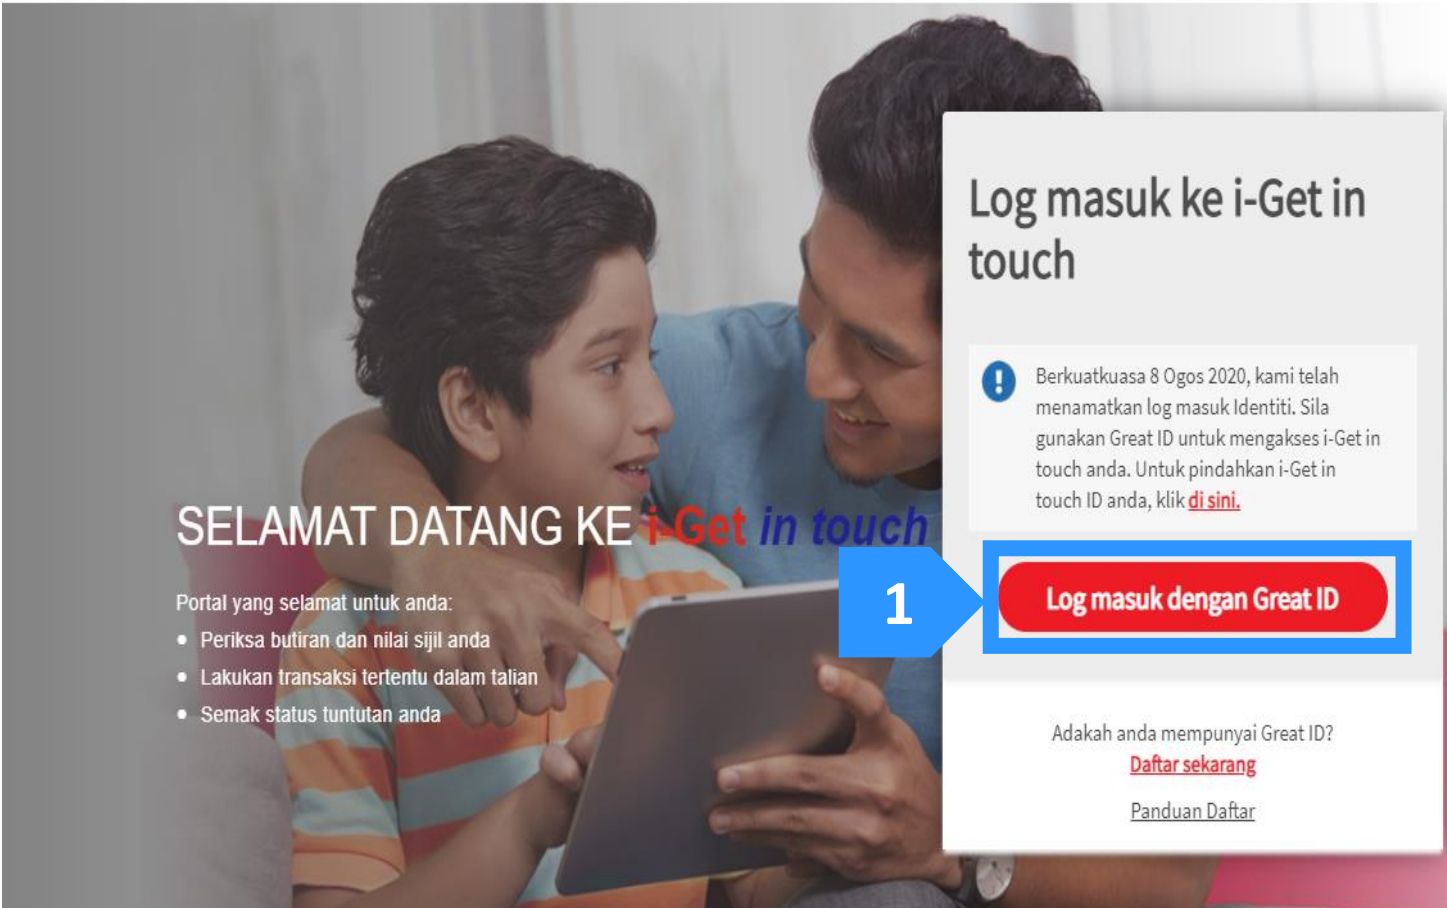 Log masuk ke i-Get in
touch
Berkuatkuasa 8 Ogos 2020, kami telah
menamatkan log masuk Identiti. Sila
gunakan Great ID untuk mengakses i-Get in
touch anda. Untuk pindahkan i-Get in
touch ID anda, klik di sini.
SELAMAT DATANG KE i-Get in touch
Portal yang selamat untuk anda:
• Periksa butiran dan nilai sijil anda
• Lakukan transaksi tertentu dalam talian
• Semak status tuntutan anda
1
Log masuk dengan Great ID
Adakah anda mempunyai Great ID?
Daftar sekarang
Panduan Daftar